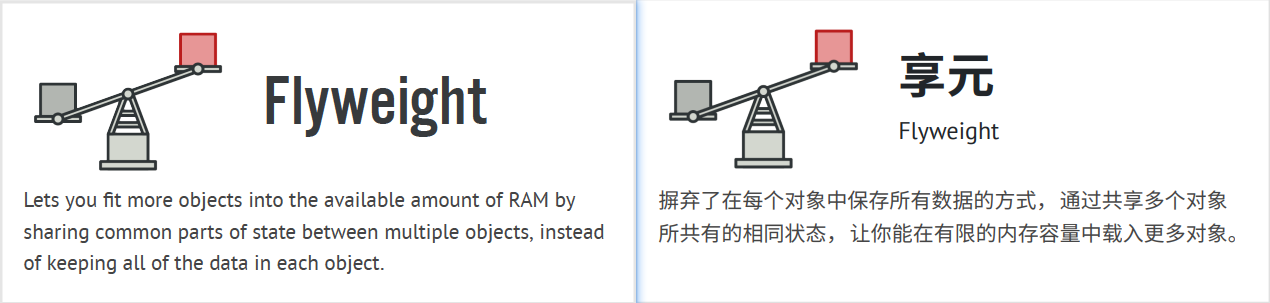 Flyweight
Lets you fit more objects into the available amount of RAM by
sharing common parts of state between multiple objects, instead
of keeping all of the data in each object.
享元
Flyweight
摒弃了在每个对象中保存所有数据的方式，通过共享多个对象
所共有的相同状态，让你能在有限的内存容量中载入更多对象。